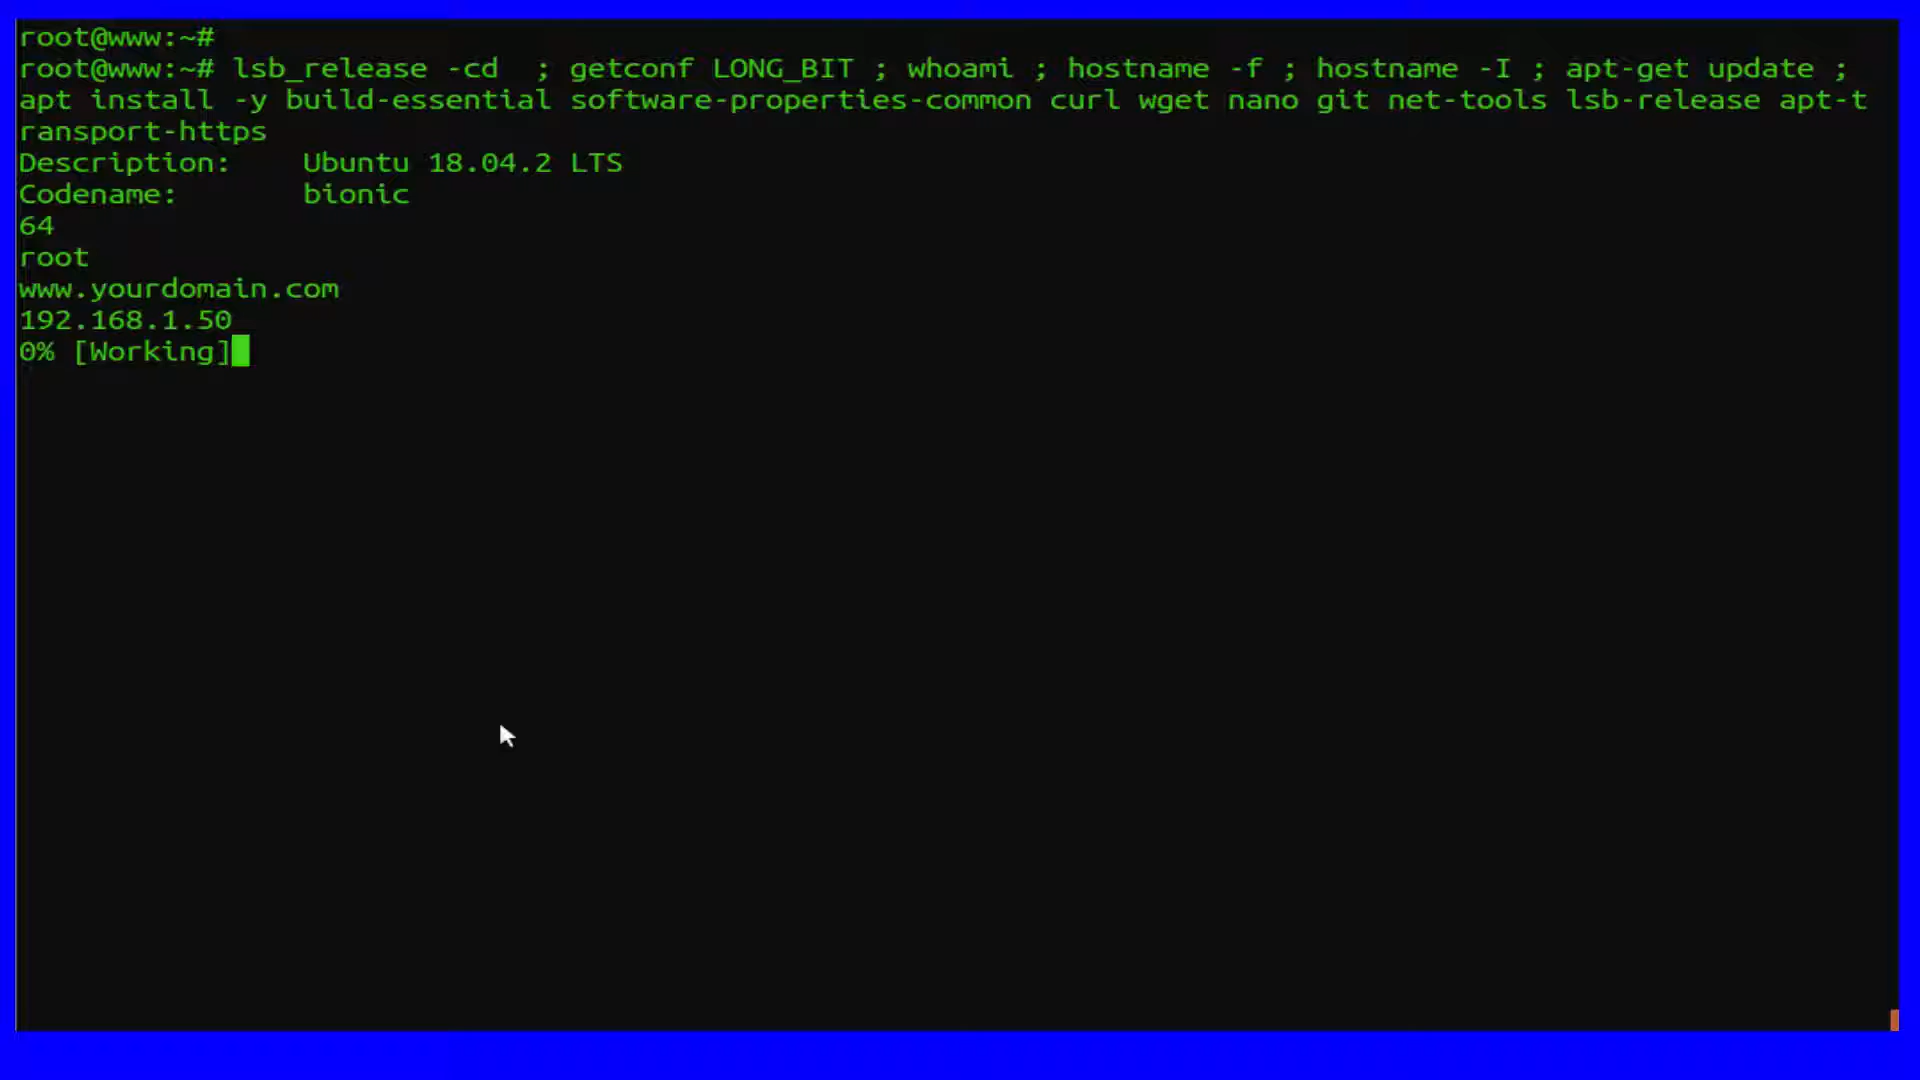 root@www:~#
root@www:~# lsb_release -cd  ; getconf LONG_BIT ; whoami ; hostname -f ; hostname -I ; apt-get update ;
apt install -y build-essential software-properties-common curl wget nano git net-tools lsb-release apt-t
ransport-https
Description:    Ubuntu 18.04.2 LTS
Codename:       bionic
64
root
www.yourdomain.com
192.168.1.50
0% [Working]